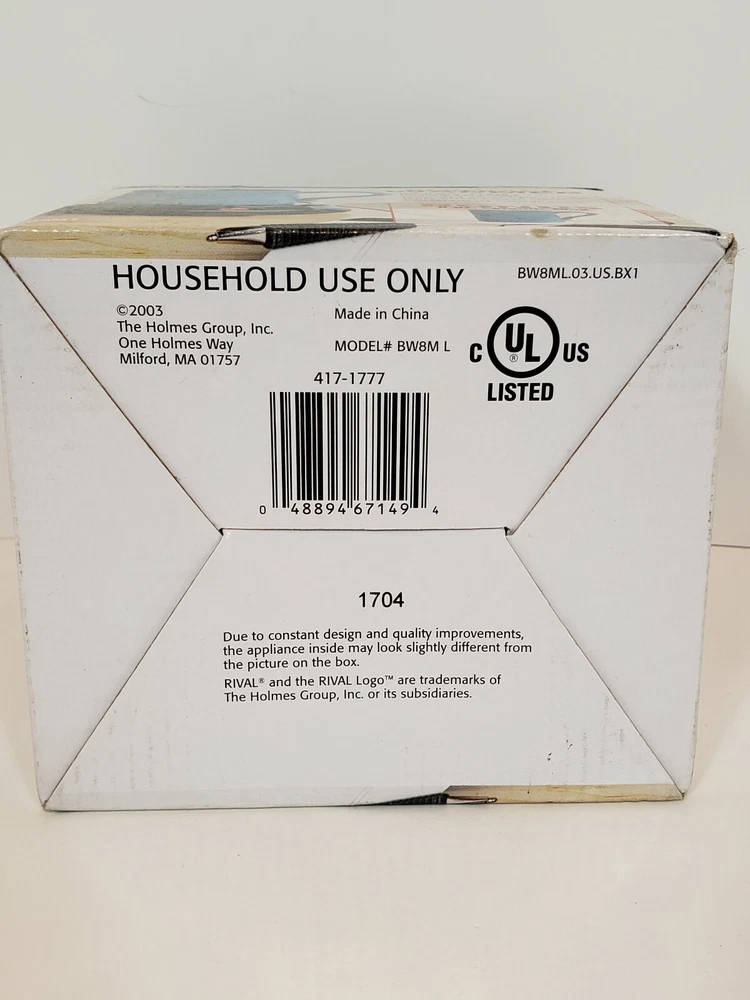 HOUSEHOLD USE ONLY
BW8ML.03.US.BX1
©2003
The Holmes Group, Inc.
One Holmes Way
Milford, MA 01757
Made in China
MODEL# BW8M L
C UL® US
LISTED
417-1777
0 48894 67149 4
1704
Due to constant design and quality improvements,
the appliance inside may look slightly different from
the picture on the box.
RIVAL® and the RIVAL Logo™ are trademarks of
The Holmes Group, Inc. or its subsidiaries.